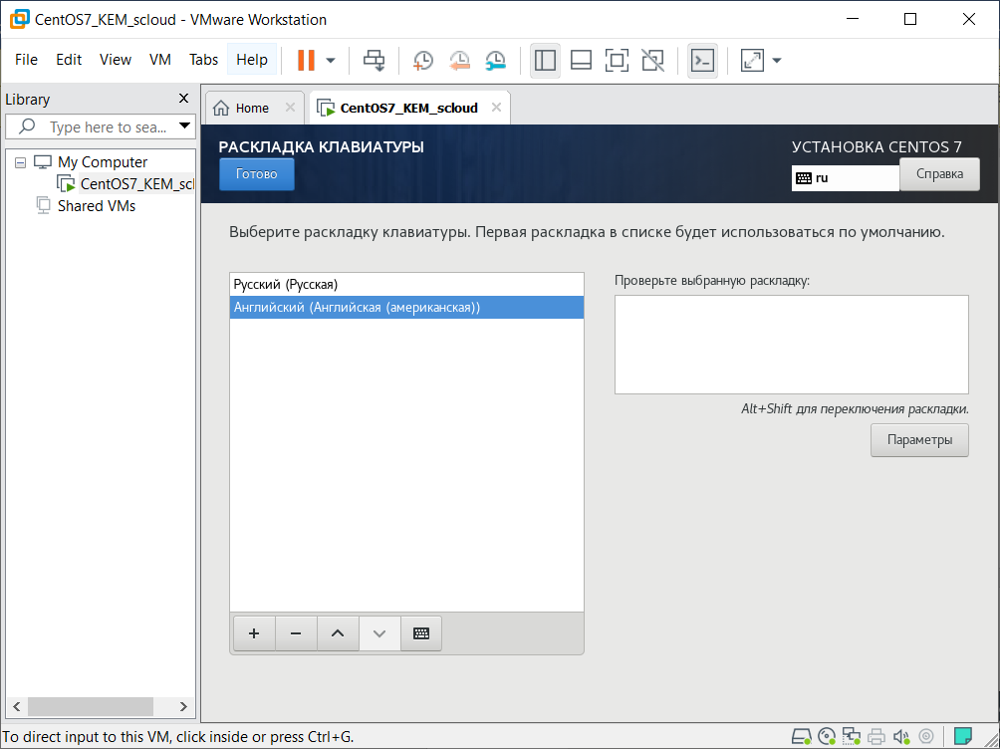 CentOS7_KEM_scloud - VMware Workstation
File Edit View VM Tabs Help
Library
Type here to sea...
My Computer
CentOS7_KEM_scl
Shared VMs
Home
CentOS7_KEM_scloud
РАСКЛАДКА КЛАВИАТУРЫ
УСТАНОВКА CENTOS 7
Готово
ru
Справка
Выберите раскладку клавиатуры. Первая раскладка в списке будет использоваться по умолчанию.
Русский (Русская)
Английский (Английская (американская))
Проверьте выбранную раскладку:
Alt+Shift для переключения раскладки.
Параметры
To direct input to this VM, click inside or press Ctrl+G.